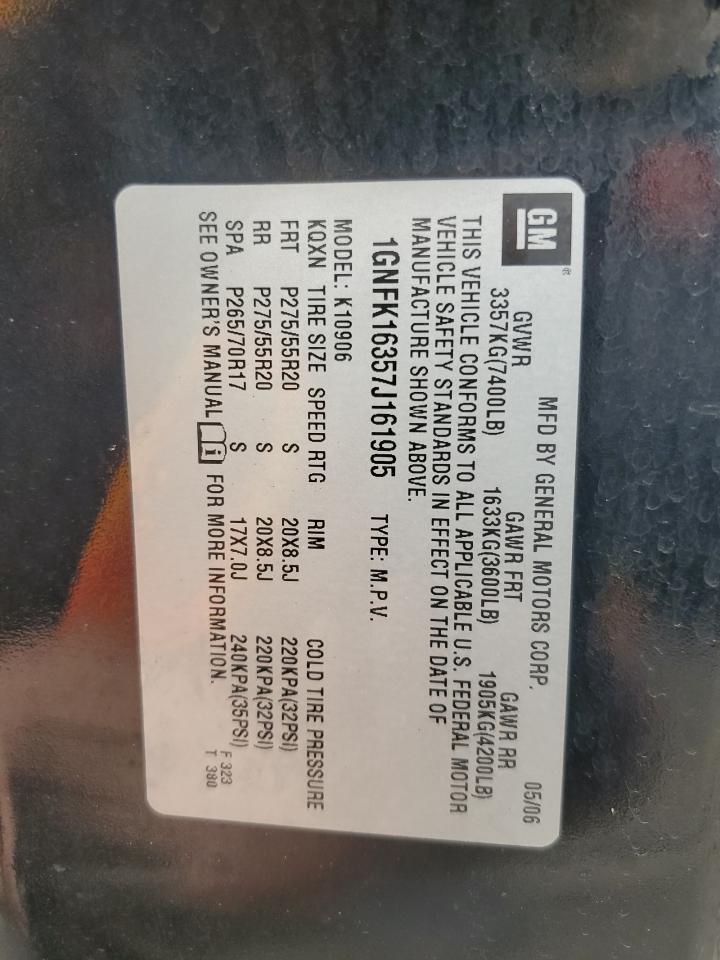 GM®
MFD BY GENERAL MOTORS CORP. 05/06
GVWR GAWR FRT GAWR RR
3357KG(7400LB) 1633KG(3600LB) 1905KG(4200LB)
THIS VEHICLE CONFORMS TO ALL APPLICABLE U.S. FEDERAL MOTOR
VEHICLE SAFETY STANDARDS IN EFFECT ON THE DATE OF
MANUFACTURE SHOWN ABOVE.
1GNFK16357J161905 TYPE: M.P.V.
MODEL: K10906
KQXN TIRE SIZE SPEED RTG RIM COLD TIRE PRESSURE
FRT P275/55R20 S 20X8.5J 220KPA(32PSI)
RR P275/55R20 S 20X8.5J 220KPA(32PSI)
SPA P265/70R17 S 17X7.0J 240KPA(35PSI)
SEE OWNER'S MANUAL i FOR MORE INFORMATION.
F 323
T 380